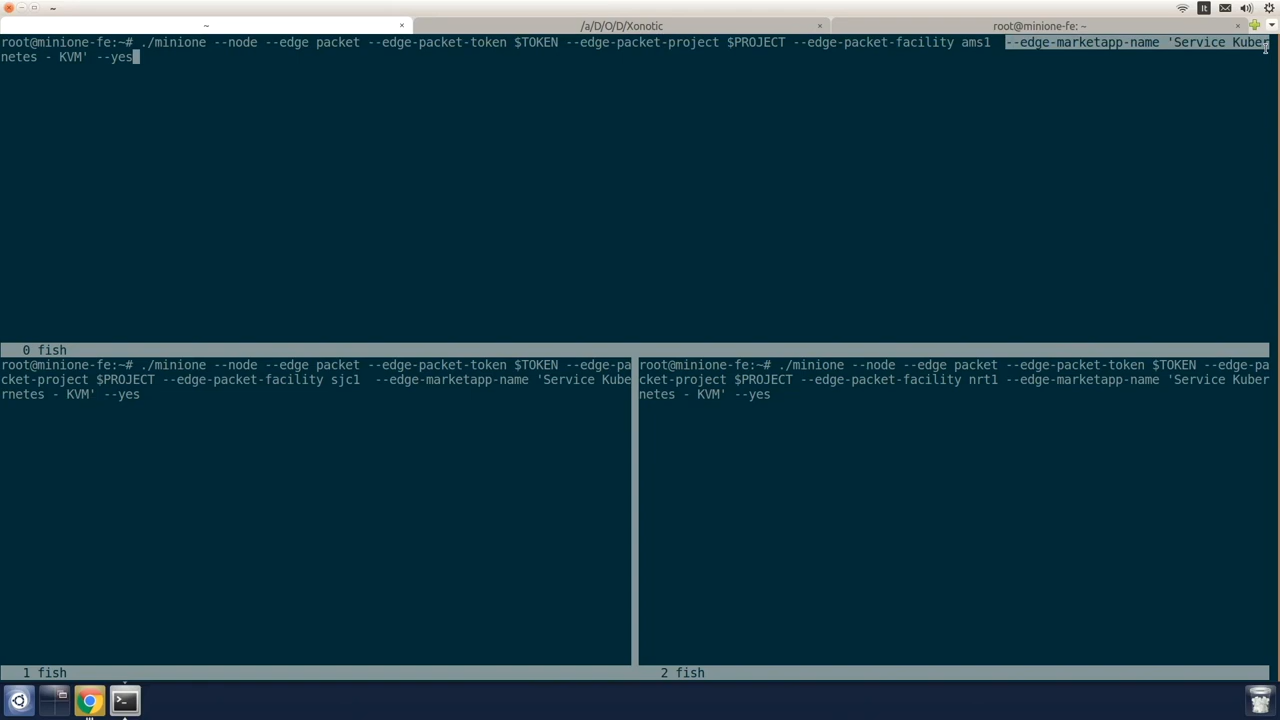 ~
It
~ ×
/a/D/O/D/Xonotic ×
root@minione-fe: ~ ×
root@minione-fe:~# ./minione --node --edge packet --edge-packet-token $TOKEN --edge-packet-project $PROJECT --edge-packet-facility ams1  --edge-marketapp-name 'Service Kuber
netes - KVM' --yes
0 fish
root@minione-fe:~# ./minione --node --edge packet --edge-packet-token $TOKEN --edge-pa
cket-project $PROJECT --edge-packet-facility sjc1  --edge-marketapp-name 'Service Kube
rnetes - KVM' --yes
root@minione-fe:~# ./minione --node --edge packet --edge-packet-token $TOKEN --edge-pa
cket-project $PROJECT --edge-packet-facility nrt1 --edge-marketapp-name 'Service Kuber
netes - KVM' --yes
1 fish
2 fish